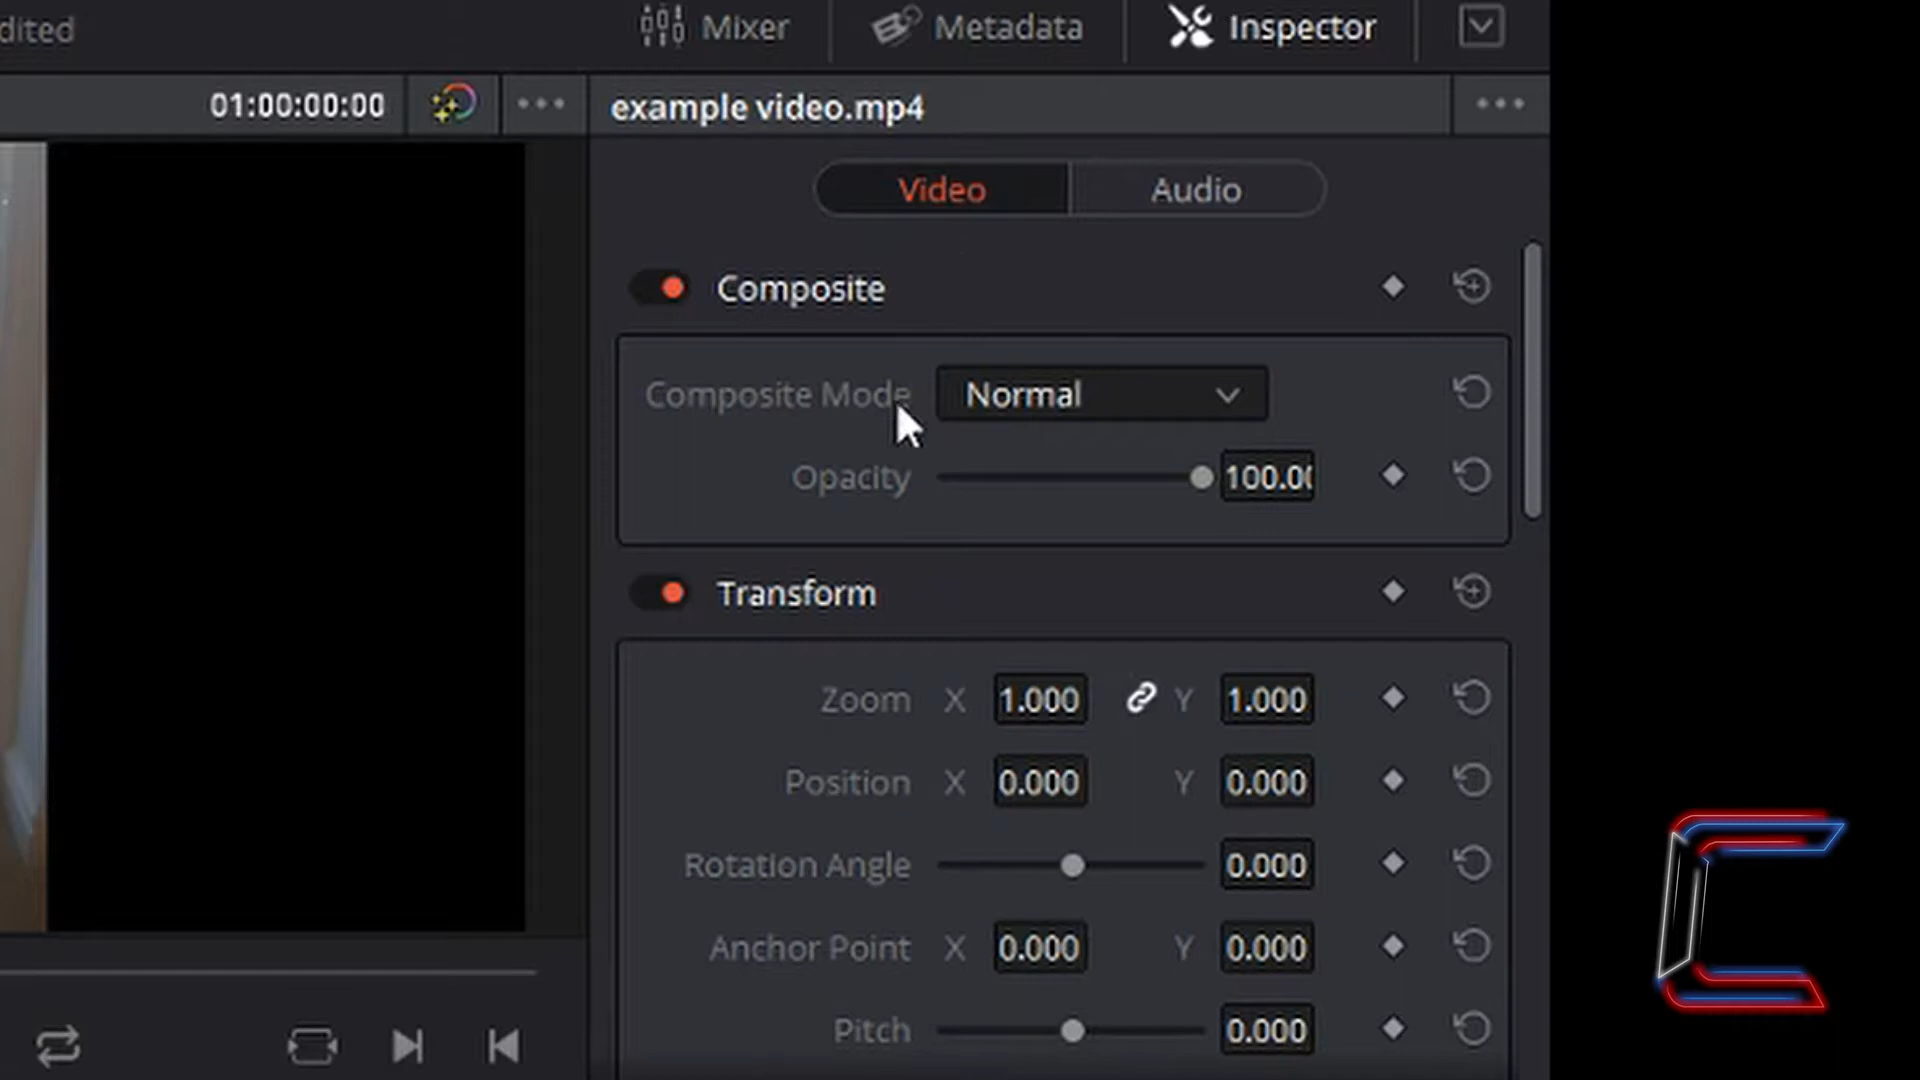 dited
Mixer
Metadata
Inspector
01:00:00:00
example video.mp4
Video
Audio
Composite
Composite Mode
Normal
Opacity
100.00
Transform
Zoom X 1.000 Y 1.000
Position X 0.000 Y 0.000
Rotation Angle 0.000
Anchor Point X 0.000 Y 0.000
Pitch 0.000